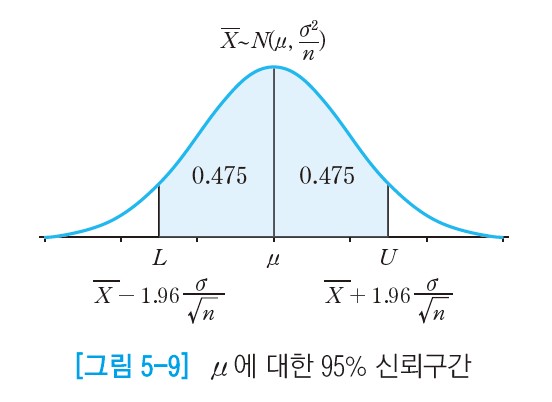 X̄~N(μ, σ²/n)
0.475 0.475
L μ U
X̄ − 1.96 σ/√n X̄ + 1.96 σ/√n
[그림 5-9] μ에 대한 95% 신뢰구간